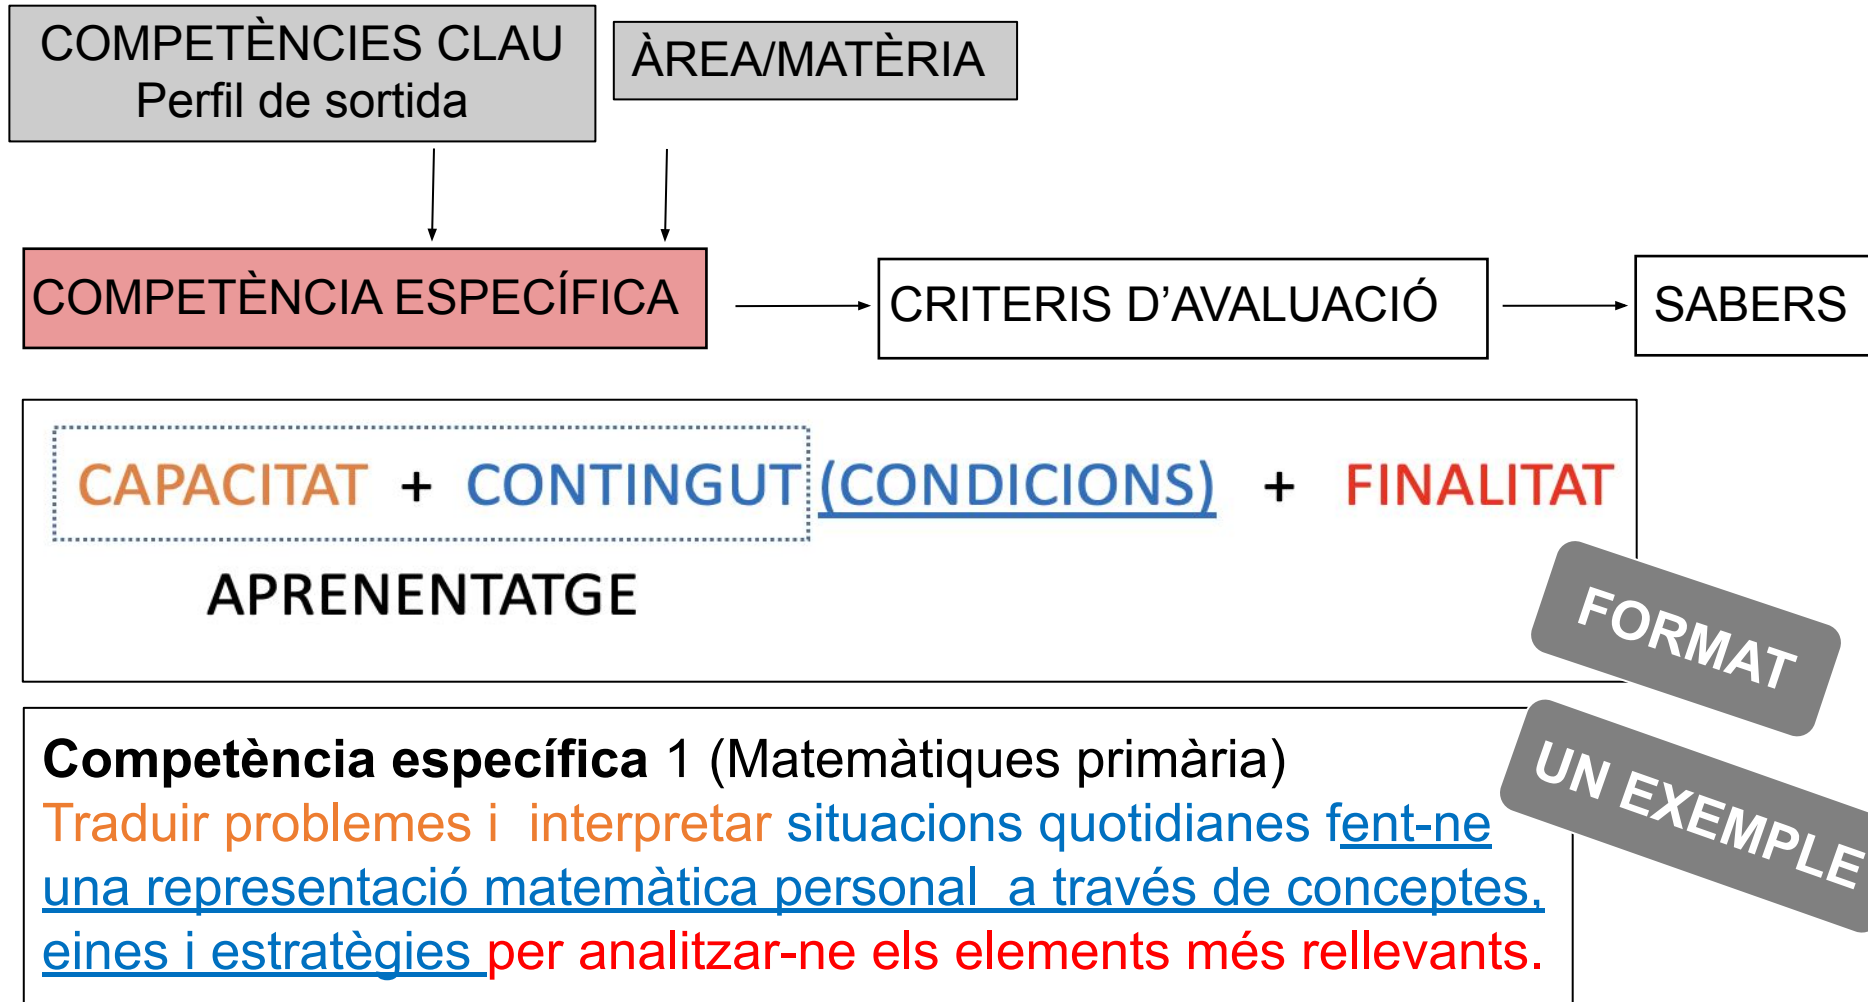 COMPETÈNCIES CLAU
Perfil de sortida
ÀREA/MATÈRIA
COMPETÈNCIA ESPECÍFICA
CRITERIS D’AVALUACIÓ
SABERS
CAPACITAT + CONTINGUT (CONDICIONS) + FINALITAT
APRENENTATGE
FORMAT
UN EXEMPLE
Competència específica 1 (Matemàtiques primària)
Traduir problemes i interpretar situacions quotidianes fent-ne
una representació matemàtica personal a través de conceptes,
eines i estratègies per analitzar-ne els elements més rellevants.